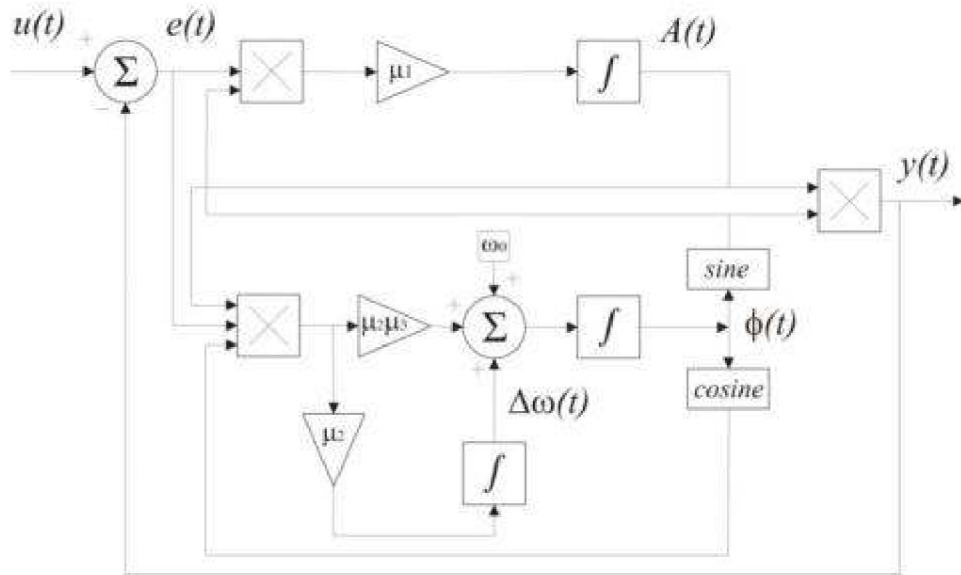 u(t) + e(t) A(t)
Σ μ1 ∫
−
y(t)
ω₀
+
sine
+
μ2μ3 Σ ∫ ϕ(t)
+
cosine
Δω(t)
μ2
∫